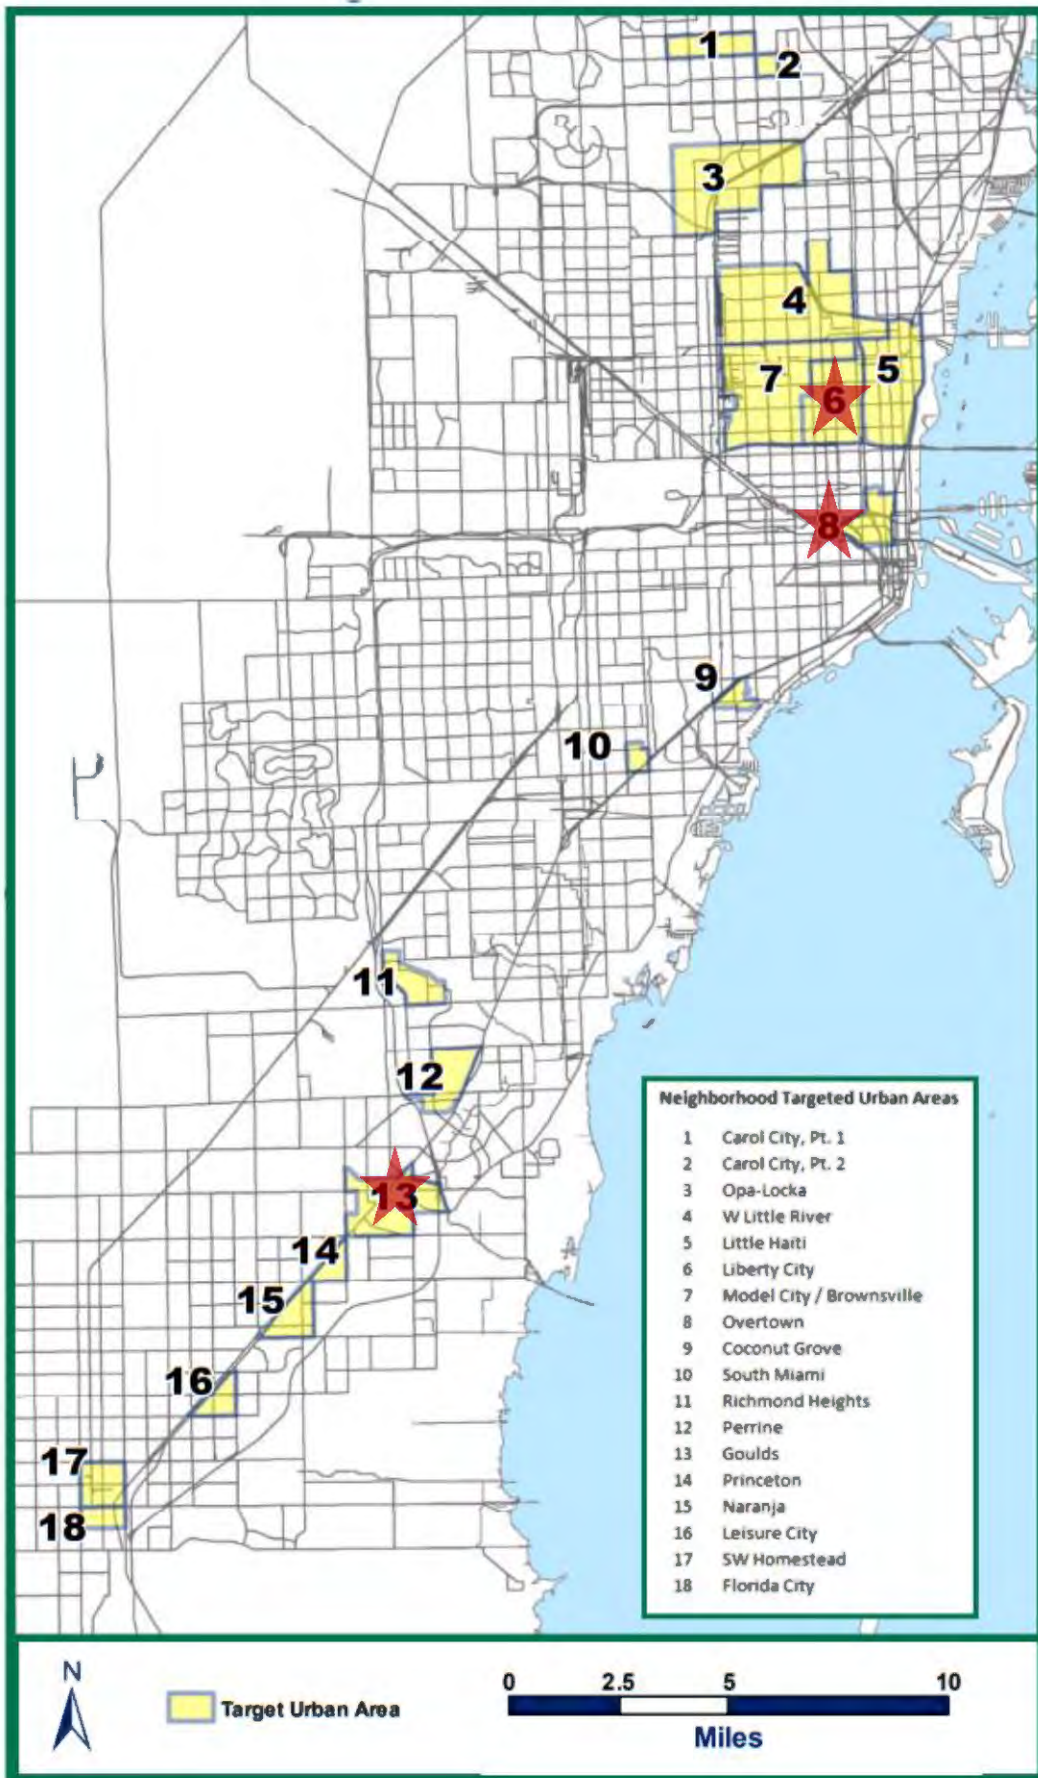 1
2
3
4
5
7
6
8
9
10
11
12
13
14
15
16
17
18
Neighborhood Targeted Urban Areas
1 Carol City, Pt. 1
2 Carol City, Pt. 2
3 Opa-Locka
4 W Little River
5 Little Haiti
6 Liberty City
7 Model City / Brownsville
8 Overtown
9 Coconut Grove
10 South Miami
11 Richmond Heights
12 Perrine
13 Goulds
14 Princeton
15 Naranja
16 Leisure City
17 SW Homestead
18 Florida City
N
Target Urban Area
0 2.5 5 10
Miles